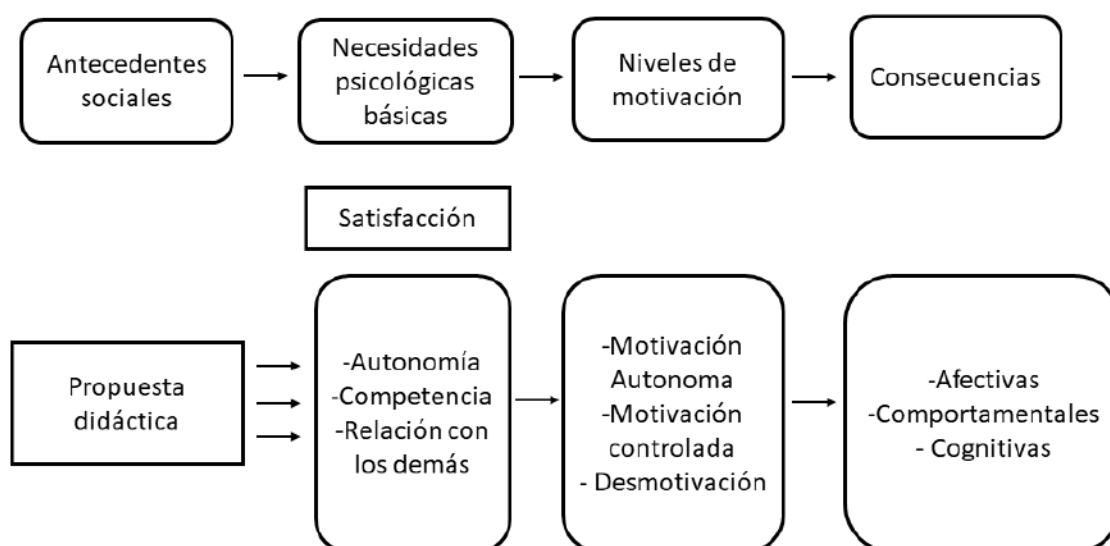 Antecedentes
sociales
Necesidades
psicológicas
básicas
Niveles de
motivación
Consecuencias
Satisfacción
Propuesta
didáctica
-Autonomía
-Competencia
-Relación con
los demás
-Motivación
Autonoma
-Motivación
controlada
- Desmotivación
-Afectivas
-Comportamentales
- Cognitivas